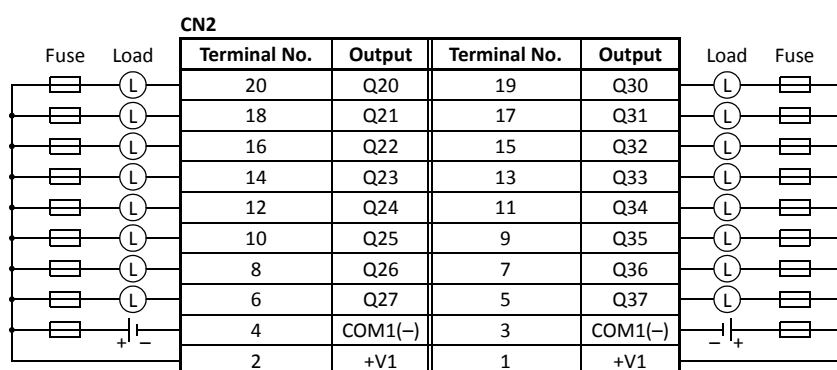 CN2
Fuse Load Terminal No. Output Terminal No. Output Load Fuse
L 20 Q20 19 Q30 L
L 18 Q21 17 Q31 L
L 16 Q22 15 Q32 L
L 14 Q23 13 Q33 L
L 12 Q24 11 Q34 L
L 10 Q25 9 Q35 L
L 8 Q26 7 Q36 L
L 6 Q27 5 Q37 L
+ – 4 COM1(–) 3 COM1(–) – +
2 +V1 1 +V1